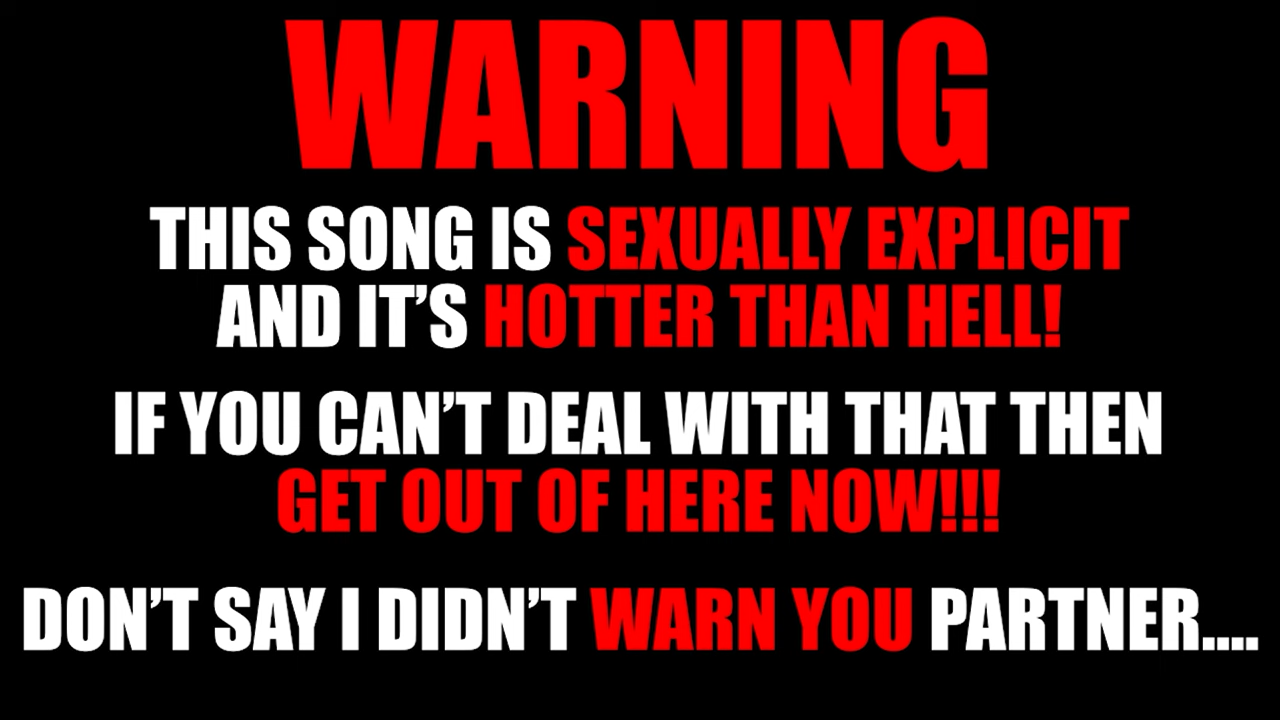 WARNING
THIS SONG IS SEXUALLY EXPLICIT
AND IT’S HOTTER THAN HELL!
IF YOU CAN’T DEAL WITH THAT THEN
GET OUT OF HERE NOW!!!
DON’T SAY I DIDN’T WARN YOU PARTNER....